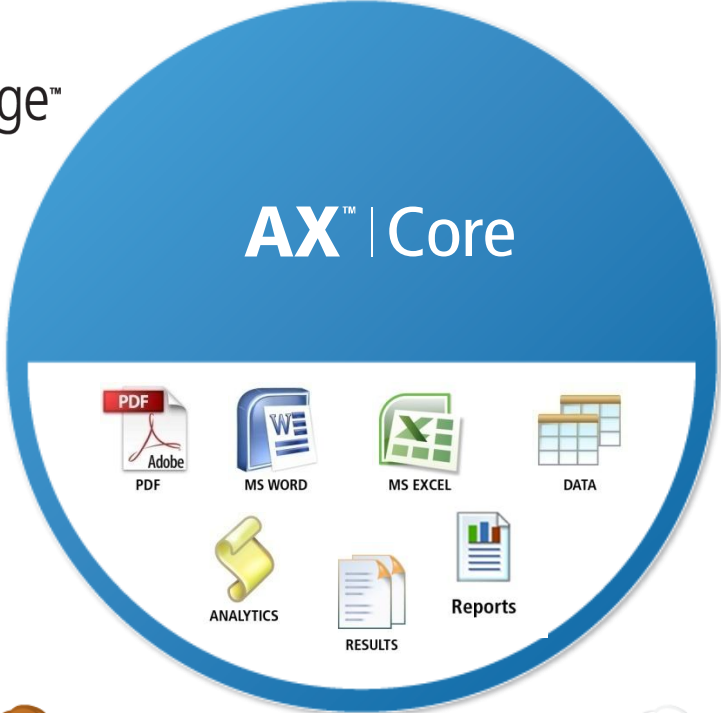 ge™
AX™ | Core
PDF
Adobe
W
X
PDF
MS WORD
MS EXCEL
DATA
ANALYTICS
RESULTS
Reports